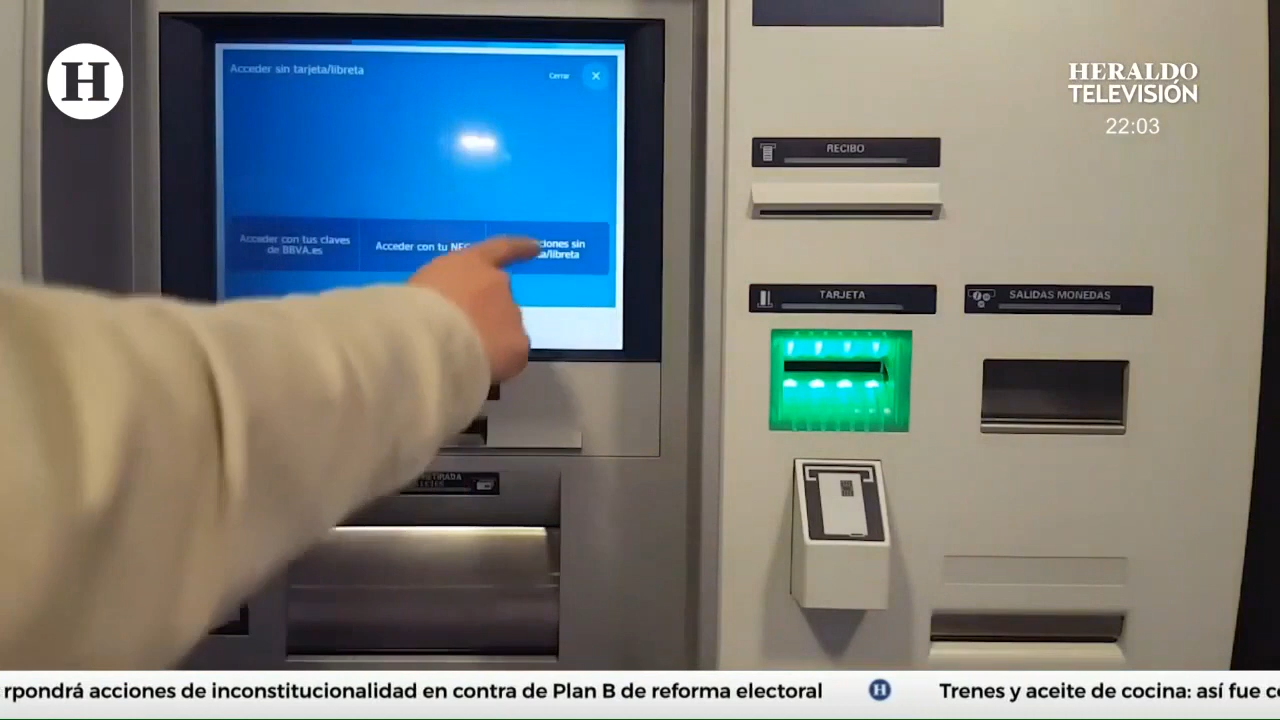 H
HERALDO
TELEVISIÓN
22:03
Acceder sin tarjeta/libreta
Cerrar
Acceder con tus claves
de BBVA.es
Acceder con tu
sin
/libreta
RECIBO
TARJETA
SALIDAS MONEDAS
acciones de inconstitucionalidad en contra de Plan B de reforma electoral
H
Trenes y aceite de cocina: así fue